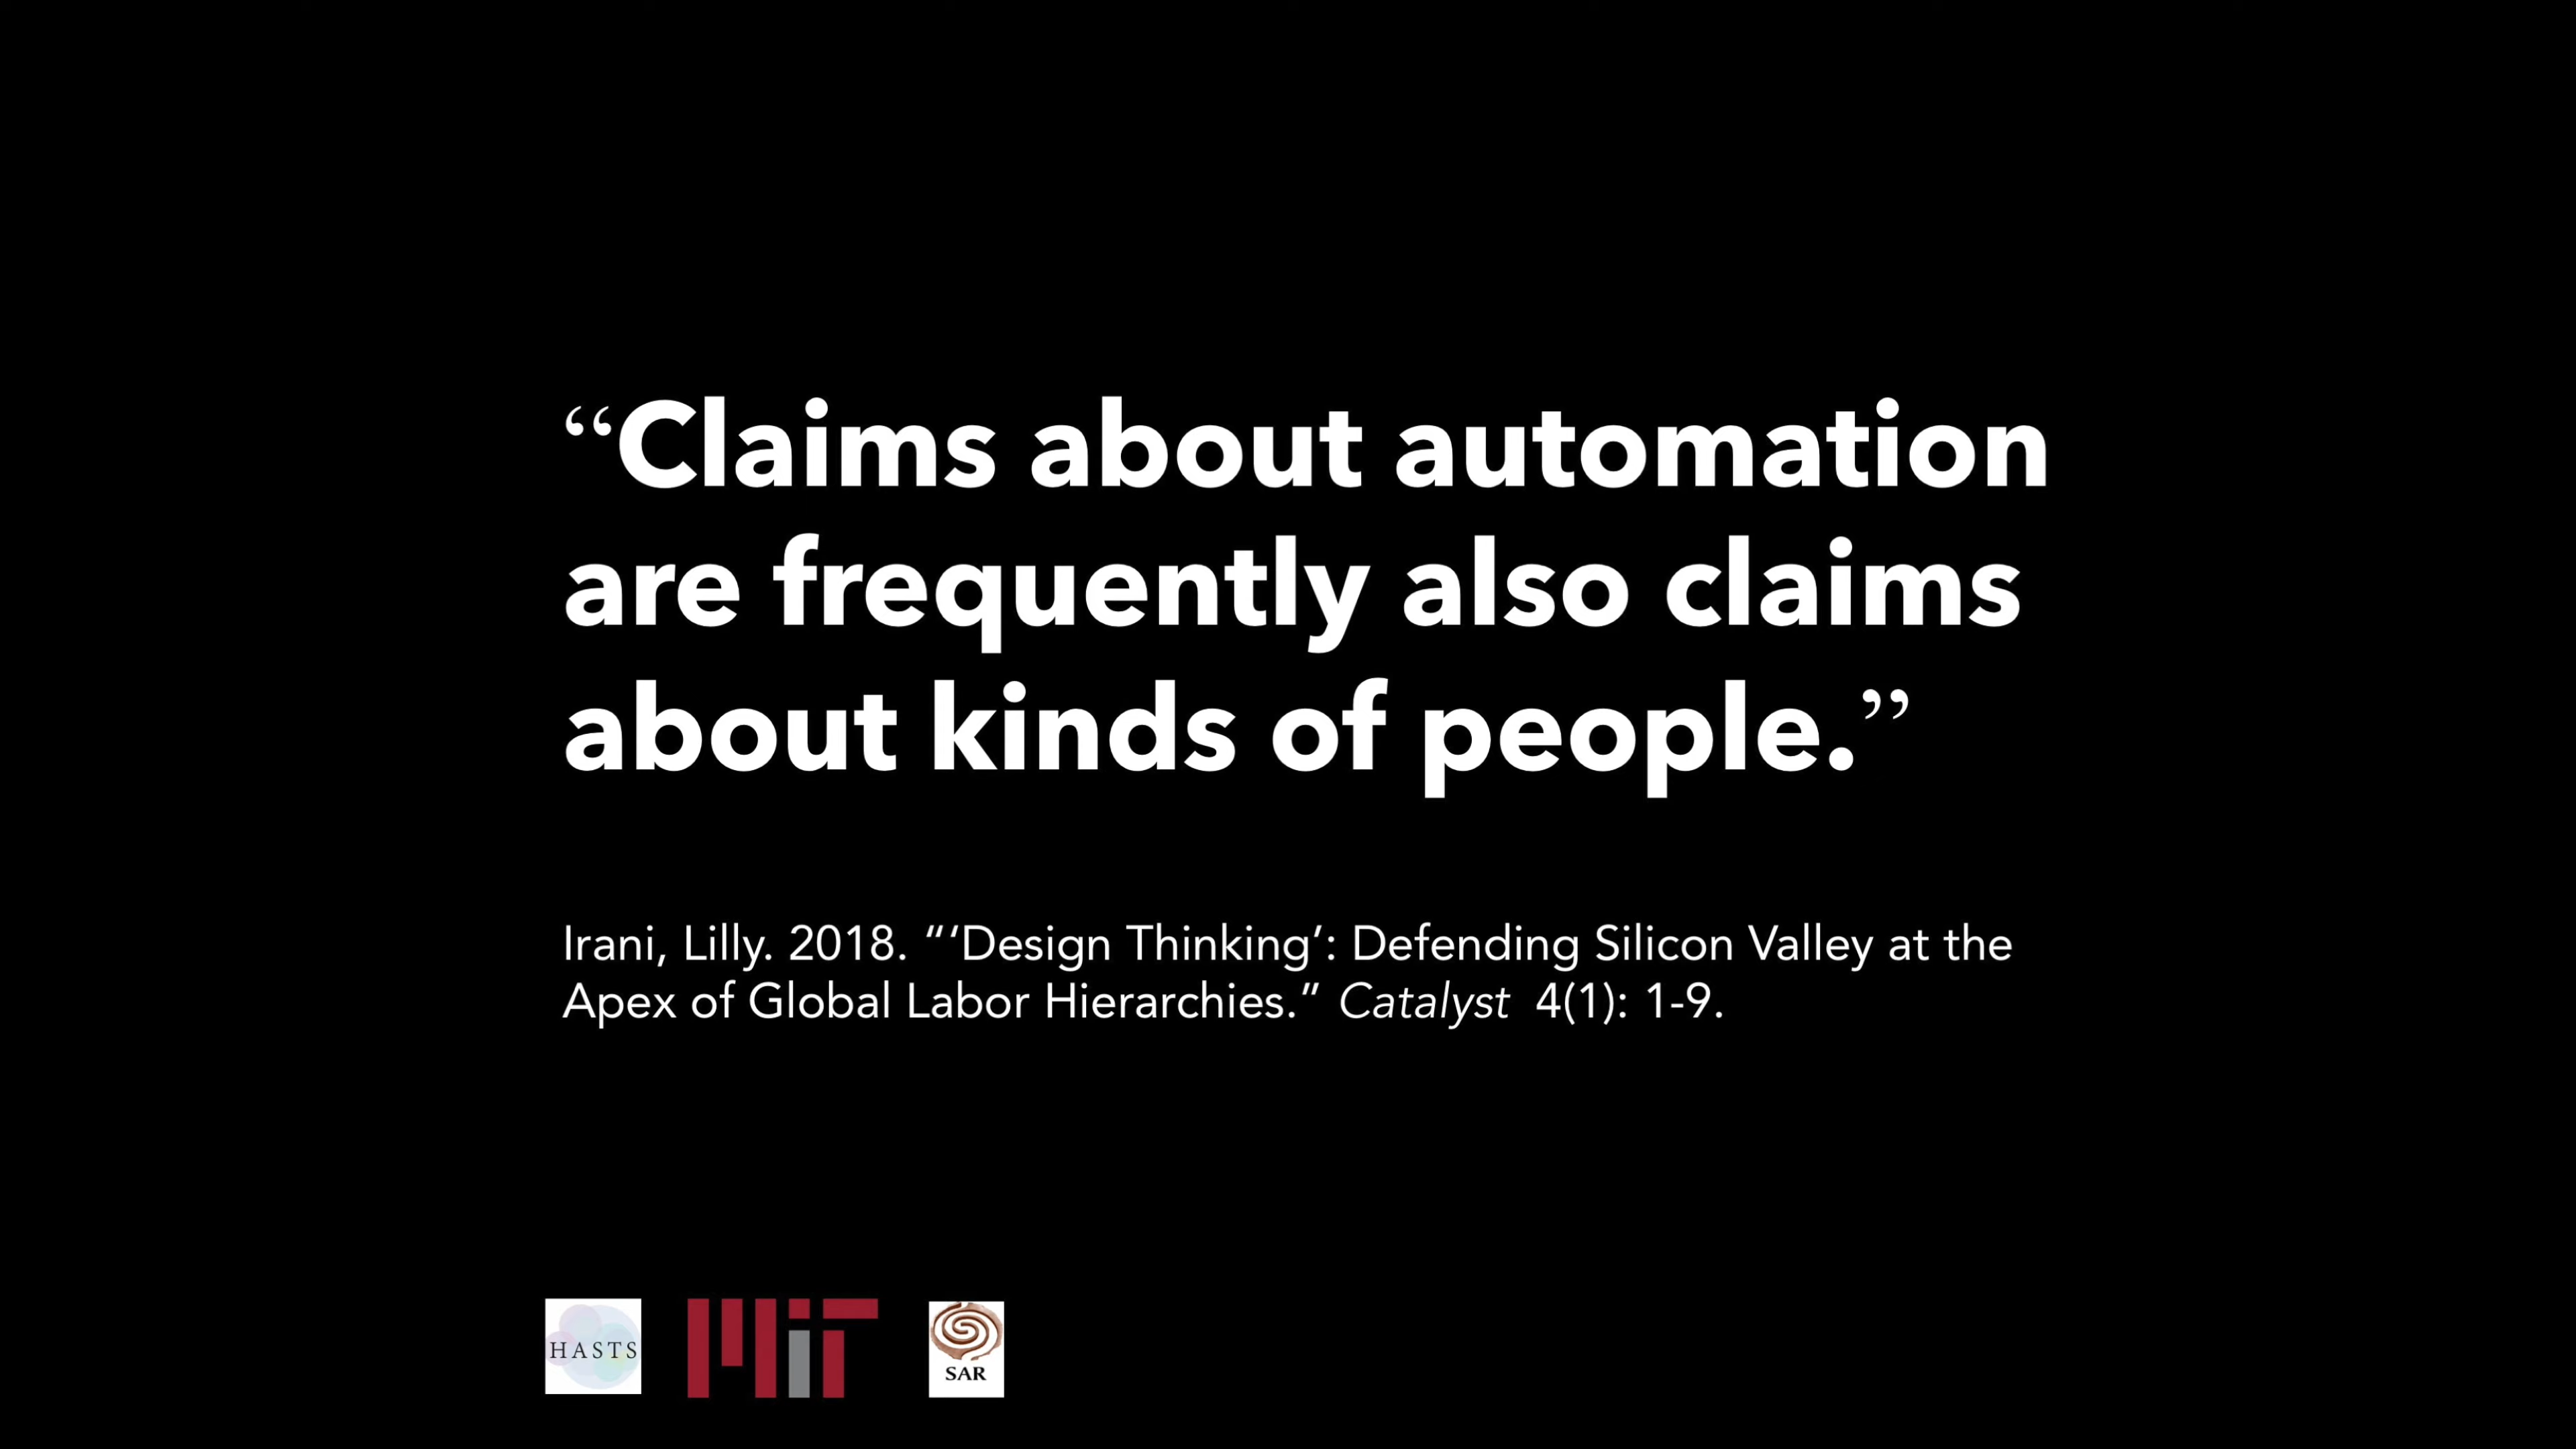 “Claims about automation
are frequently also claims
about kinds of people.”
Irani, Lilly. 2018. “‘Design Thinking’: Defending Silicon Valley at the
Apex of Global Labor Hierarchies.” Catalyst 4(1): 1-9.
HASTS
MIT
SAR